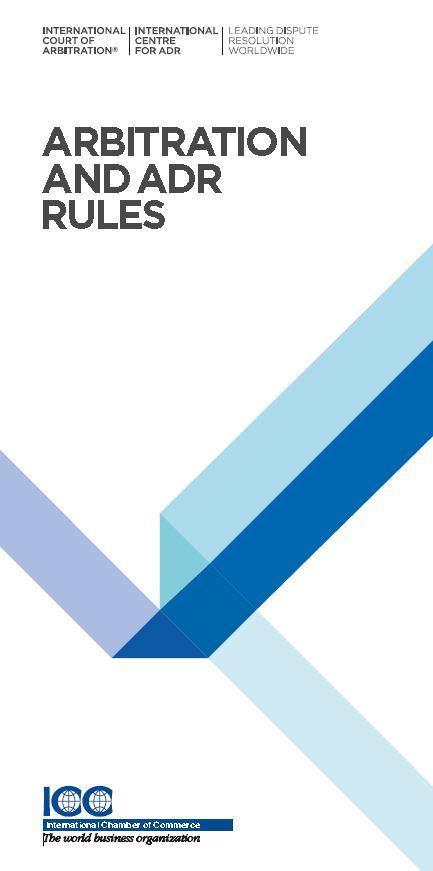 INTERNATIONAL
COURT OF
ARBITRATION®
INTERNATIONAL
CENTRE
FOR ADR
LEADING DISPUTE
RESOLUTION
WORLDWIDE
ARBITRATION
AND ADR
RULES
ICC
International Chamber of Commerce
The world business organization